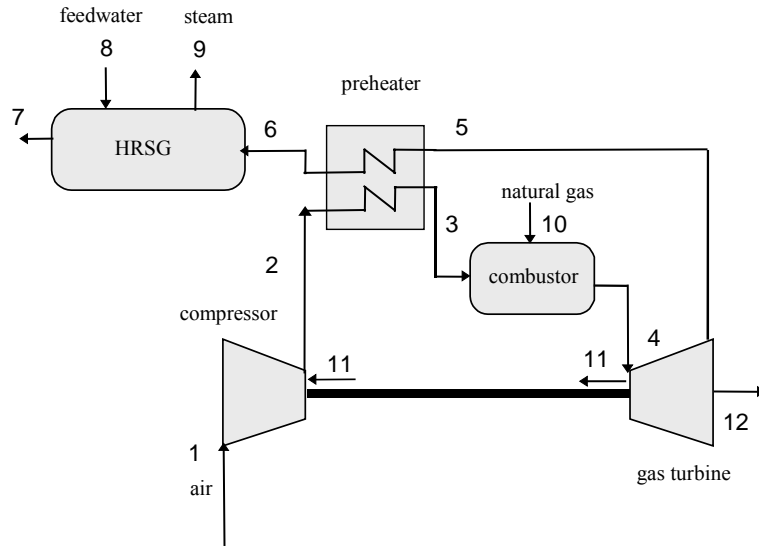 feedwater steam
8 9
preheater
7
HRSG
6
5
natural gas
10
3
combustor
2
compressor
4
11
11
12
1
air
gas turbine